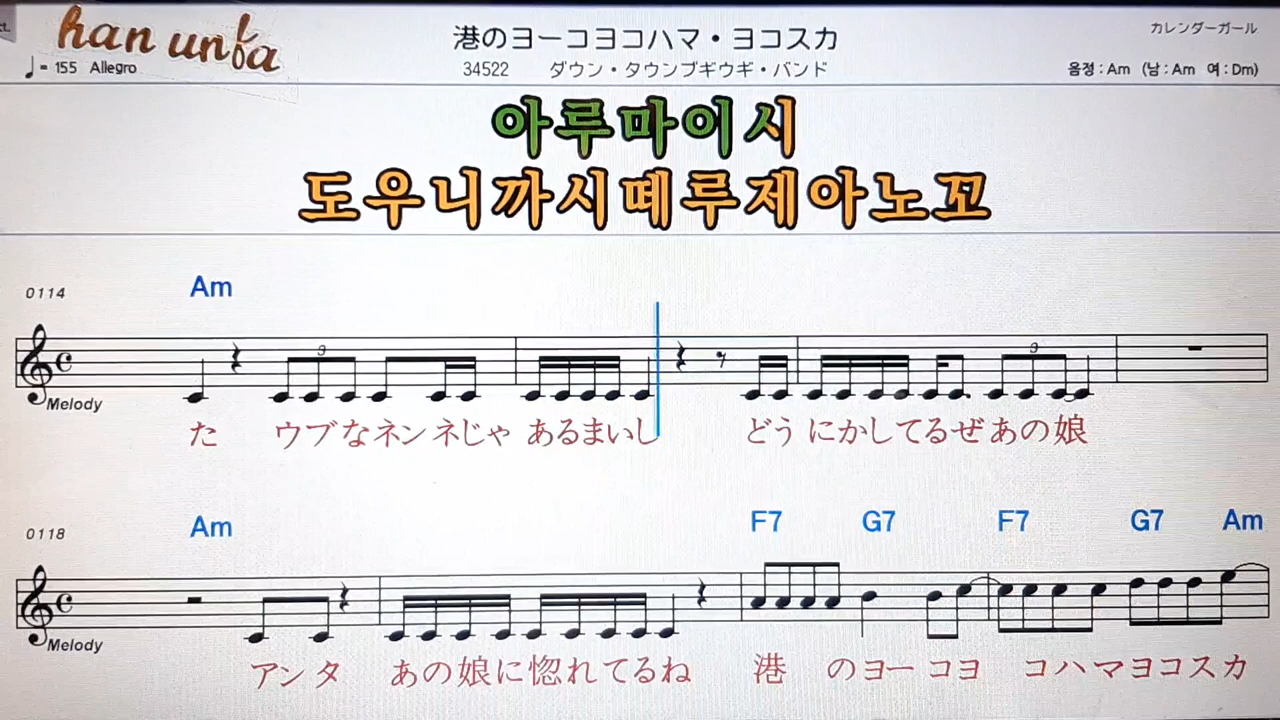 han unfa
港のヨーコヨコハマ・ヨコスカ
カレンダーガール
♩= 155 Allegro
34522 ダウン・タウンブギウギ・バンド
음정 : Am (남 : Am 여 : Dm)
아루마이시
도우니까시떼루제아노꼬
0114 Am
Melody
た ウブなネンネじゃ あるまいし どうにかしてるぜあの娘
0118 Am F7 G7 F7 G7 Am
Melody
アンタ あの娘に惚れてるね 港 のヨーコヨ コハマヨコスカ